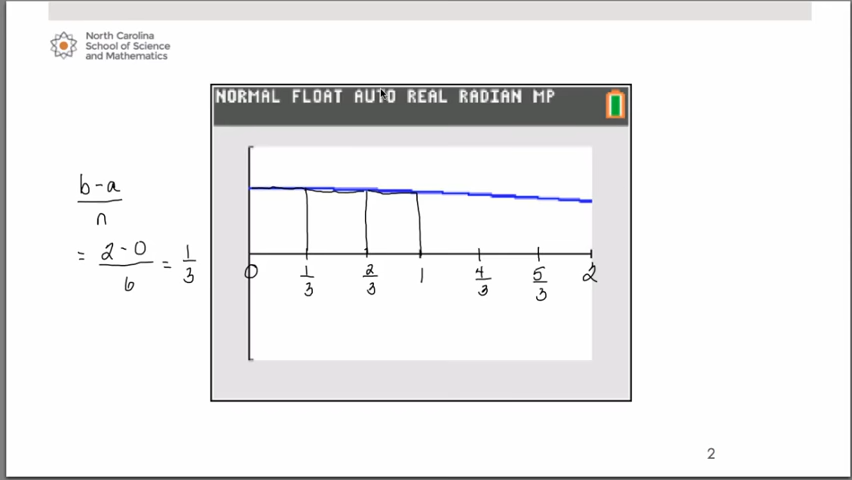 North Carolina
School of Science
and Mathematics
NORMAL FLOAT AUTO REAL RADIAN MP
b-a
n
= 2-0 / 6 = 1/3
0 1/3 2/3 1 4/3 5/3 2
2